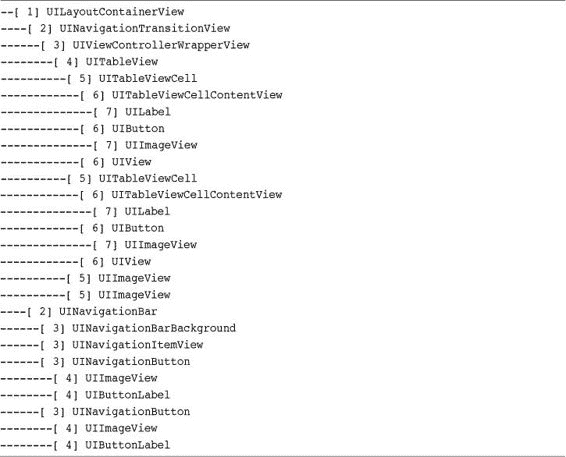 --[ 1] UILayoutContainerView
----[ 2] UINavigationTransitionView
------[ 3] UIViewControllerWrapperView
--------[ 4] UITableView
----------[ 5] UITableViewCell
------------[ 6] UITableViewCellContentView
--------------[ 7] UILabel
------------[ 6] UIButton
--------------[ 7] UIImageView
------------[ 6] UIView
----------[ 5] UITableViewCell
------------[ 6] UITableViewCellContentView
--------------[ 7] UILabel
------------[ 6] UIButton
--------------[ 7] UIImageView
------------[ 6] UIView
----------[ 5] UIImageView
----------[ 5] UIImageView
----[ 2] UINavigationBar
------[ 3] UINavigationBarBackground
------[ 3] UINavigationItemView
------[ 3] UINavigationButton
--------[ 4] UIImageView
--------[ 4] UIButtonLabel
------[ 3] UINavigationButton
--------[ 4] UIImageView
--------[ 4] UIButtonLabel